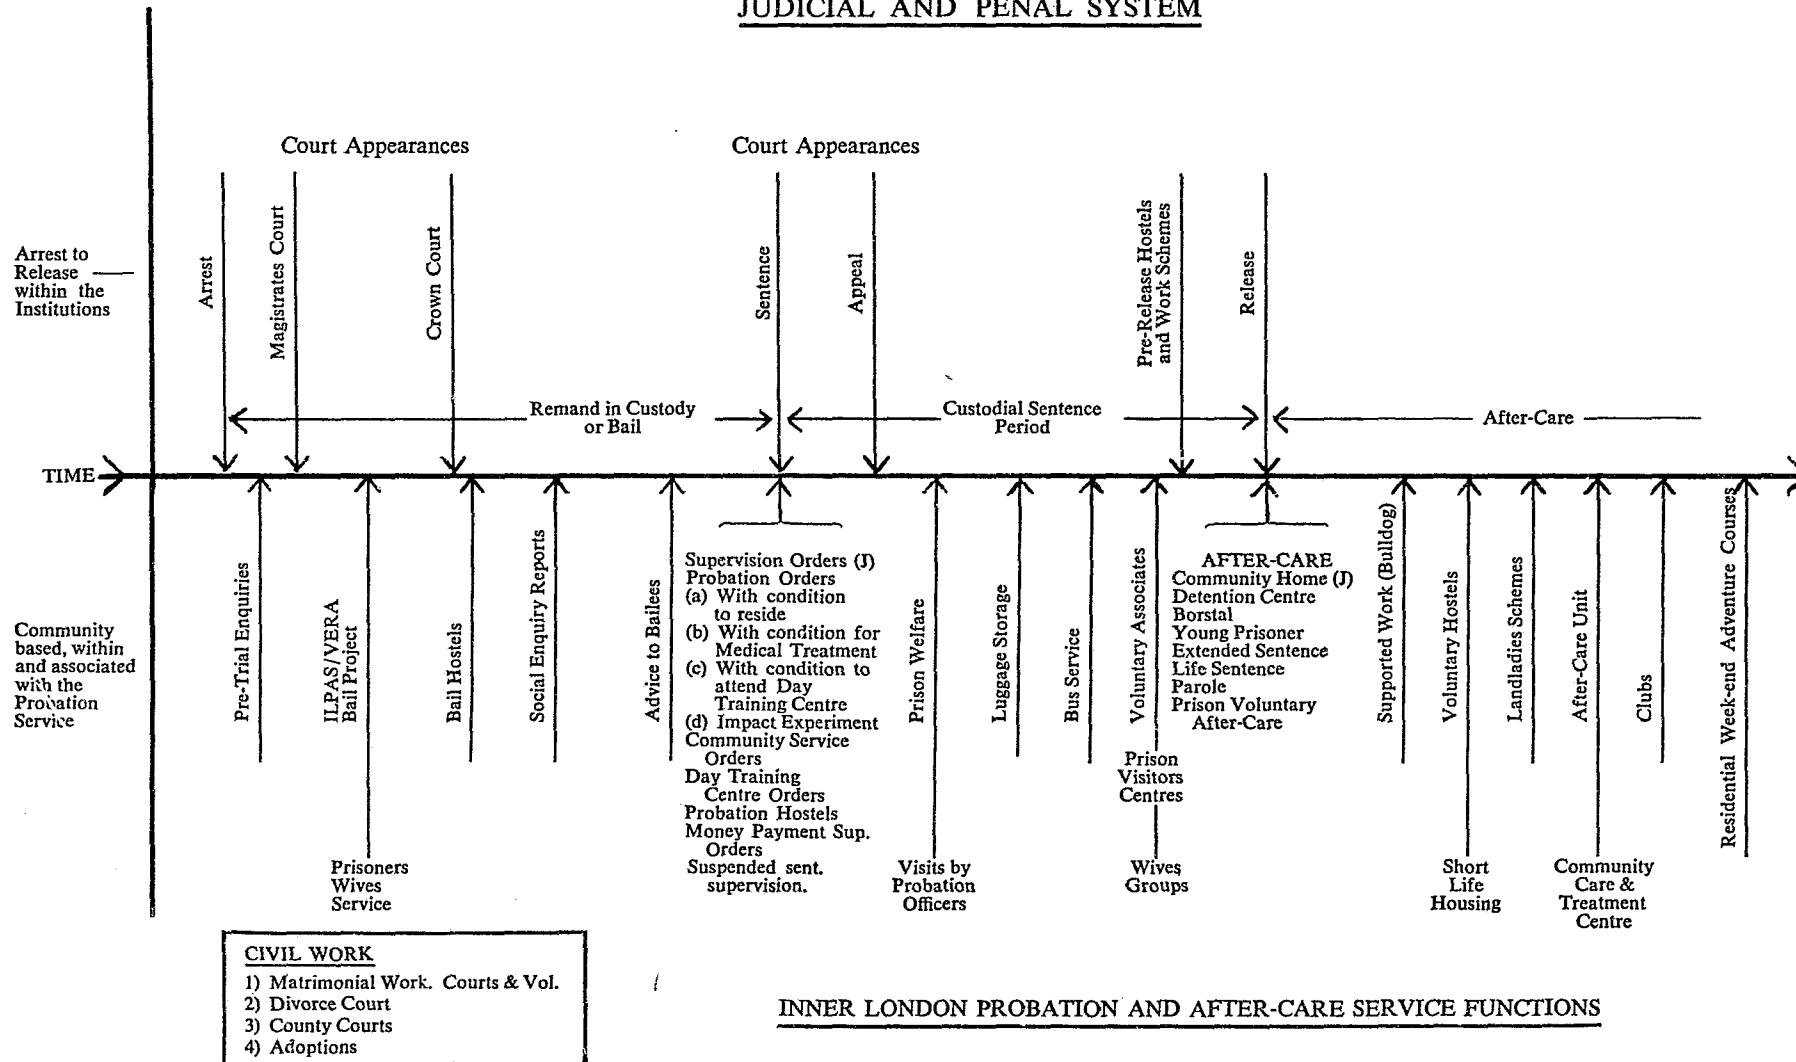 JUDICIAL AND PENAL SYSTEM
Court Appearances
Court Appearances
Arrest to
Release
within the
Institutions
Arrest
Magistrates Court
Crown Court
Sentence
Appeal
Pre-Release Hostels
and Work Schemes
Release
Remand in Custody
or Bail
Custodial Sentence
Period
After-Care
TIME
Community
based, within
and associated
with the
Probation
Service
Pre-Trial Enquiries
ILPAS/VERA
Bail Project
Prisoners
Wives
Service
Bail Hostels
Social Enquiry Reports
Advice to Bailees
Supervision Orders (J)
Probation Orders
(a) With condition
to reside
(b) With condition for
Medical Treatment
(c) With condition to
attend Day
Training Centre
(d) Impact Experiment
Community Service
Orders
Day Training
Centre Orders
Probation Hostels
Money Payment Sup.
Orders
Suspended sent.
supervision.
Prison Welfare
Visits by
Probation
Officers
Luggage Storage
Bus Service
Voluntary Associates
Prison
Visitors
Centres
Wives
Groups
AFTER-CARE
Community Home (J)
Detention Centre
Borstal
Young Prisoner
Extended Sentence
Life Sentence
Parole
Prison Voluntary
After-Care
Supported Work (Bulldog)
Voluntary Hostels
Short
Life
Housing
Landladies Schemes
After-Care Unit
Community
Care &
Treatment
Centre
Clubs
Residential Week-end Adventure Courses
CIVIL WORK
1) Matrimonial Work. Courts & Vol.
2) Divorce Court
3) County Courts
4) Adoptions
INNER LONDON PROBATION AND AFTER-CARE SERVICE FUNCTIONS